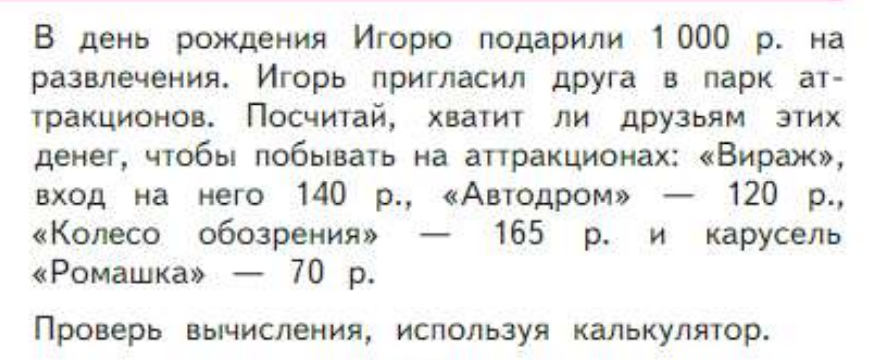 В день рождения Игорю подарили 1 000 р. на
развлечения. Игорь пригласил друга в парк ат-
тракционов. Посчитай, хватит ли друзьям этих
денег, чтобы побывать на аттракционах: «Вираж»,
вход на него 140 р., «Автодром» — 120 р.,
«Колесо обозрения» — 165 р. и карусель
«Ромашка» — 70 р.
Проверь вычисления, используя калькулятор.